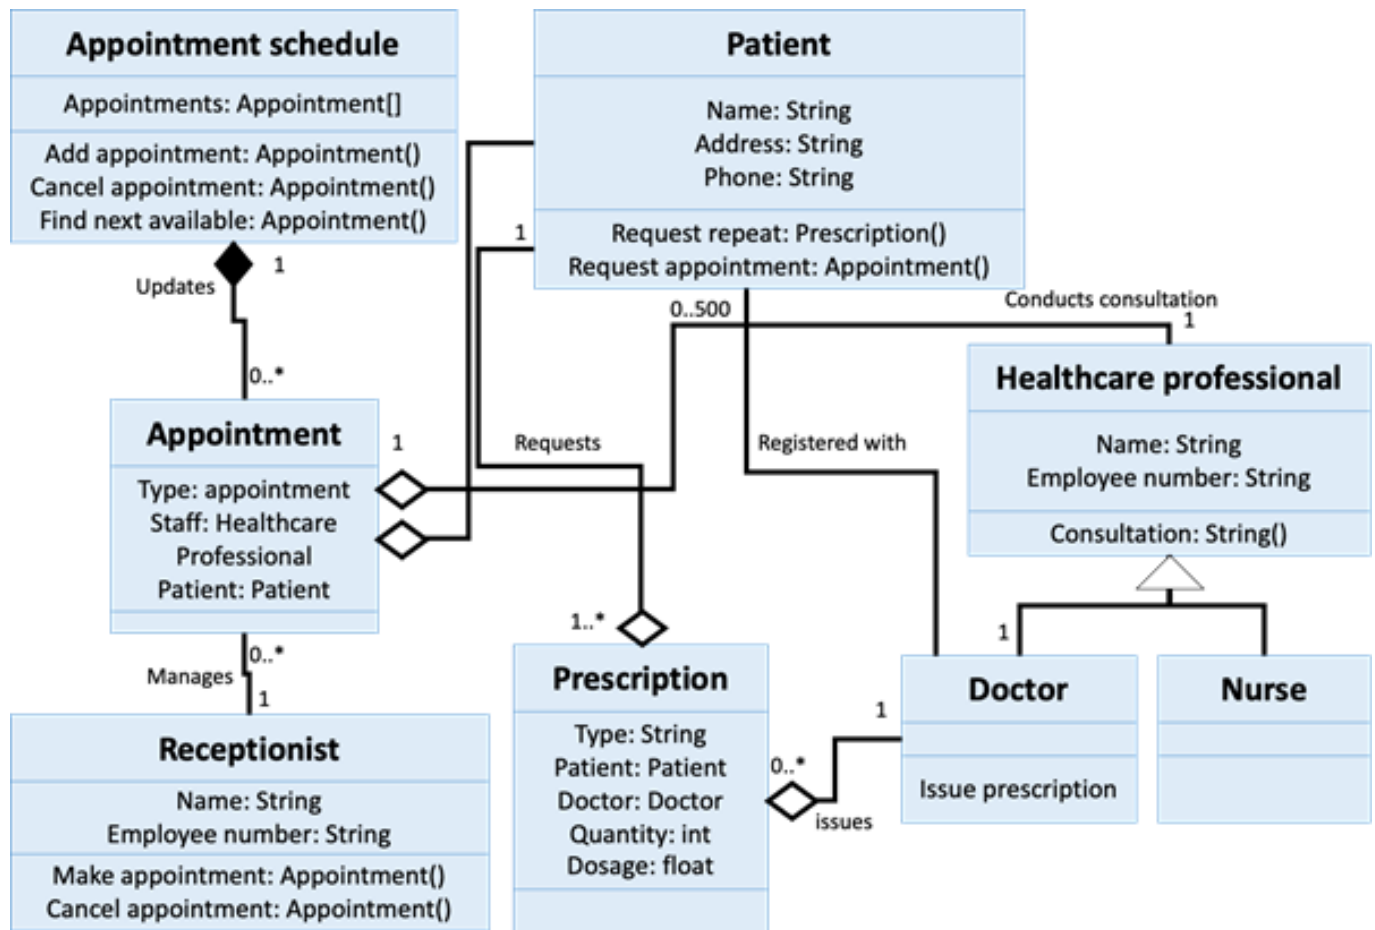 Appointment schedule
Appointments: Appointment[]
Add appointment: Appointment()
Cancel appointment: Appointment()
Find next available: Appointment()
Patient
Name: String
Address: String
Phone: String
Request repeat: Prescription()
Request appointment: Appointment()
1
1
Updates
0..*
0..500
Conducts consultation
1
Healthcare professional
Name: String
Employee number: String
Consultation: String()
Appointment
Type: appointment
Staff: Healthcare
Professional
Patient: Patient
1
Requests
Registered with
0..*
Manages
1
1..*
1
Receptionist
Name: String
Employee number: String
Make appointment: Appointment()
Cancel appointment: Appointment()
Prescription
Type: String
Patient: Patient
Doctor: Doctor
Quantity: int
Dosage: float
1
0..*
issues
Doctor
Issue prescription
Nurse